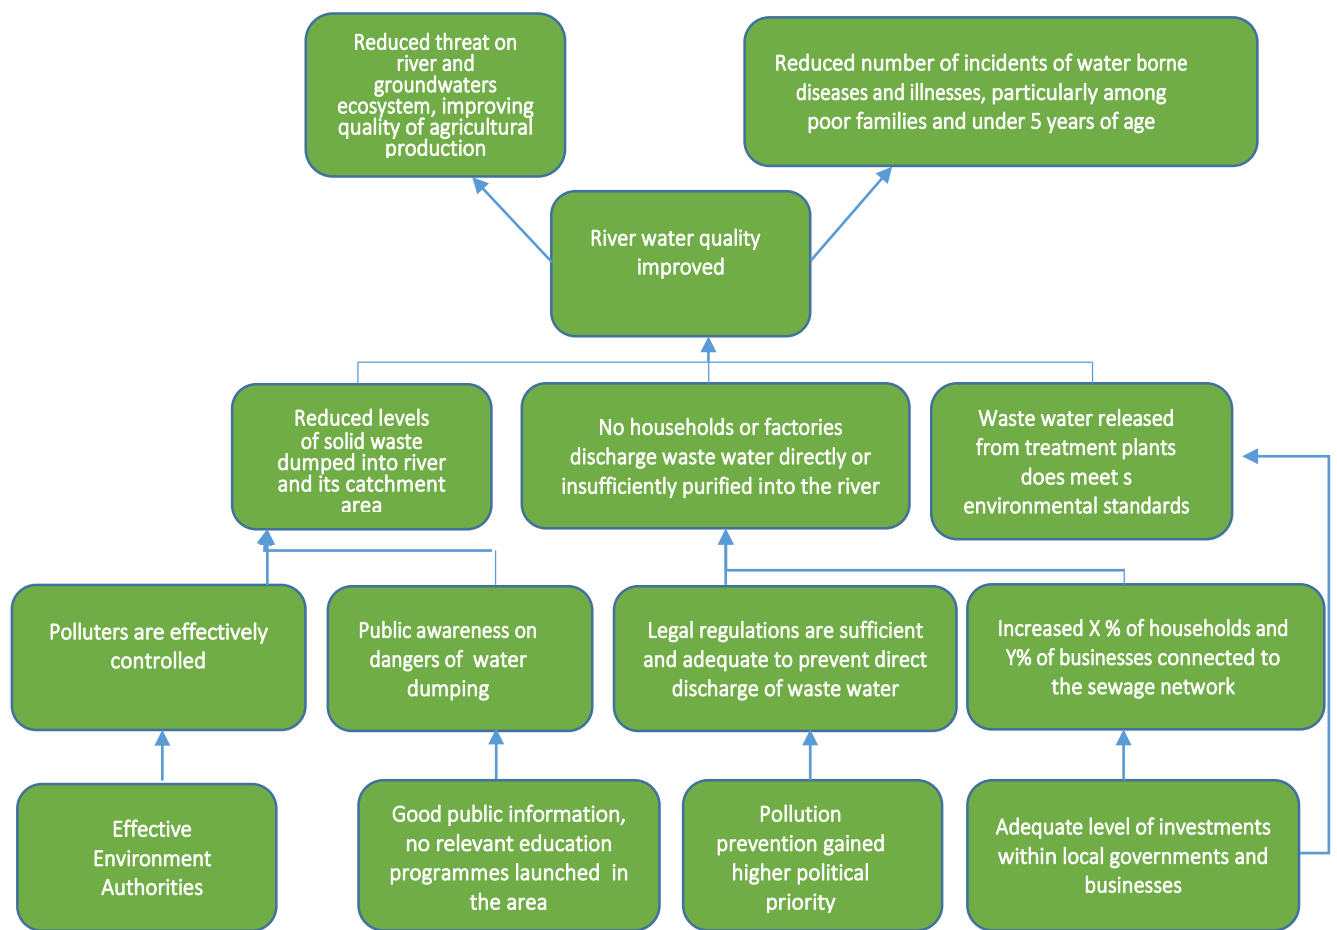 Reduced threat on
river and
groundwaters
ecosystem, improving
quality of agricultural
production
Reduced number of incidents of water borne
diseases and illnesses, particularly among
poor families and under 5 years of age
River water quality
improved
Reduced levels
of solid waste
dumped into river
and its catchment
area
No households or factories
discharge waste water directly or
insufficiently purified into the river
Waste water released
from treatment plants
does meet s
environmental standards
Polluters are effectively
controlled
Public awareness on
dangers of water
dumping
Legal regulations are sufficient
and adequate to prevent direct
discharge of waste water
Increased X % of households and
Y% of businesses connected to
the sewage network
Effective
Environment
Authorities
Good public information,
no relevant education
programmes launched in
the area
Pollution
prevention gained
higher political
priority
Adequate level of investments
within local governments and
businesses